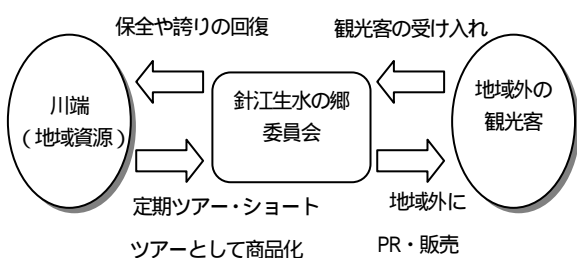 保全や誇りの回復
観光客の受け入れ
川端
(地域資源)
針江生水の郷
委員会
地域外の
観光客
定期ツアー・ショート
ツアーとして商品化
地域外に
PR・販売